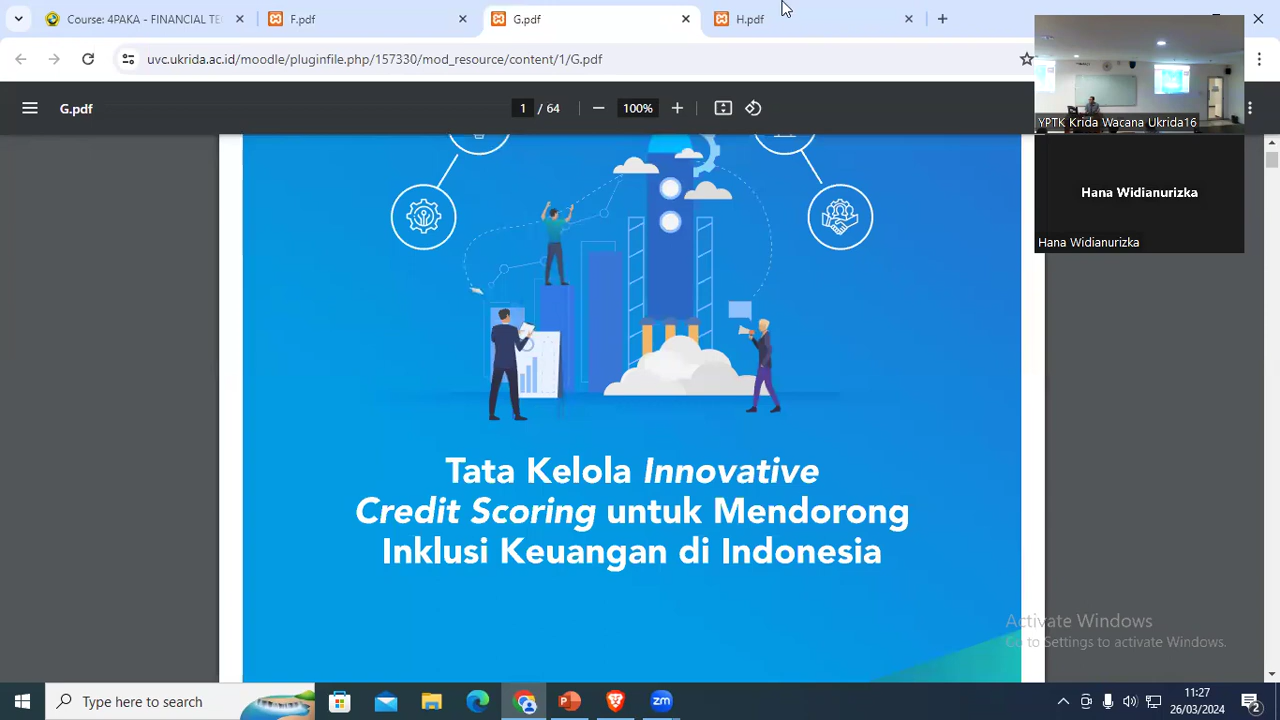 Course: 4PAKA - FINANCIAL TE
F.pdf
G.pdf
H.pdf
uvc.ukrida.ac.id/moodle/pluginfile.php/157330/mod_resource/content/1/G.pdf
G.pdf
1 / 64
100%
YPTK Krida Wacana Ukrida16
Hana Widianurizka
Hana Widianurizka
Tata Kelola Innovative
Credit Scoring untuk Mendorong
Inklusi Keuangan di Indonesia
Activate Windows
Go to Settings to activate Windows.
Type here to search
zm
11:27
26/03/2024
2